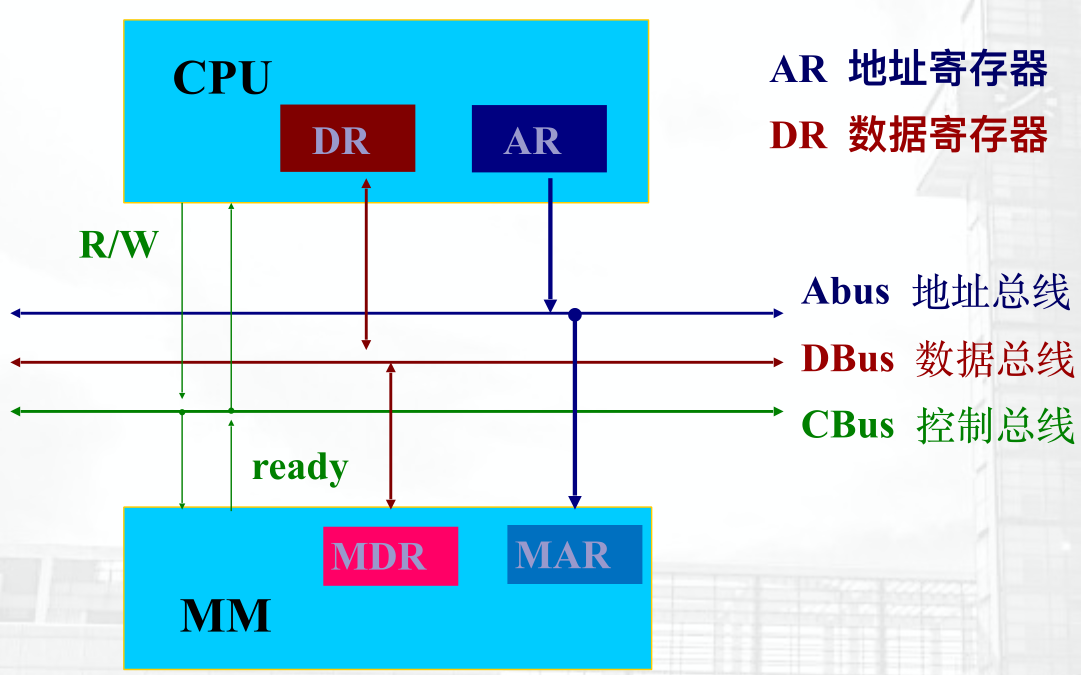 CPU
AR 地址寄存器
DR
AR
DR 数据寄存器
R/W
Abus 地址总线
DBus 数据总线
CBus 控制总线
ready
MDR
MAR
MM